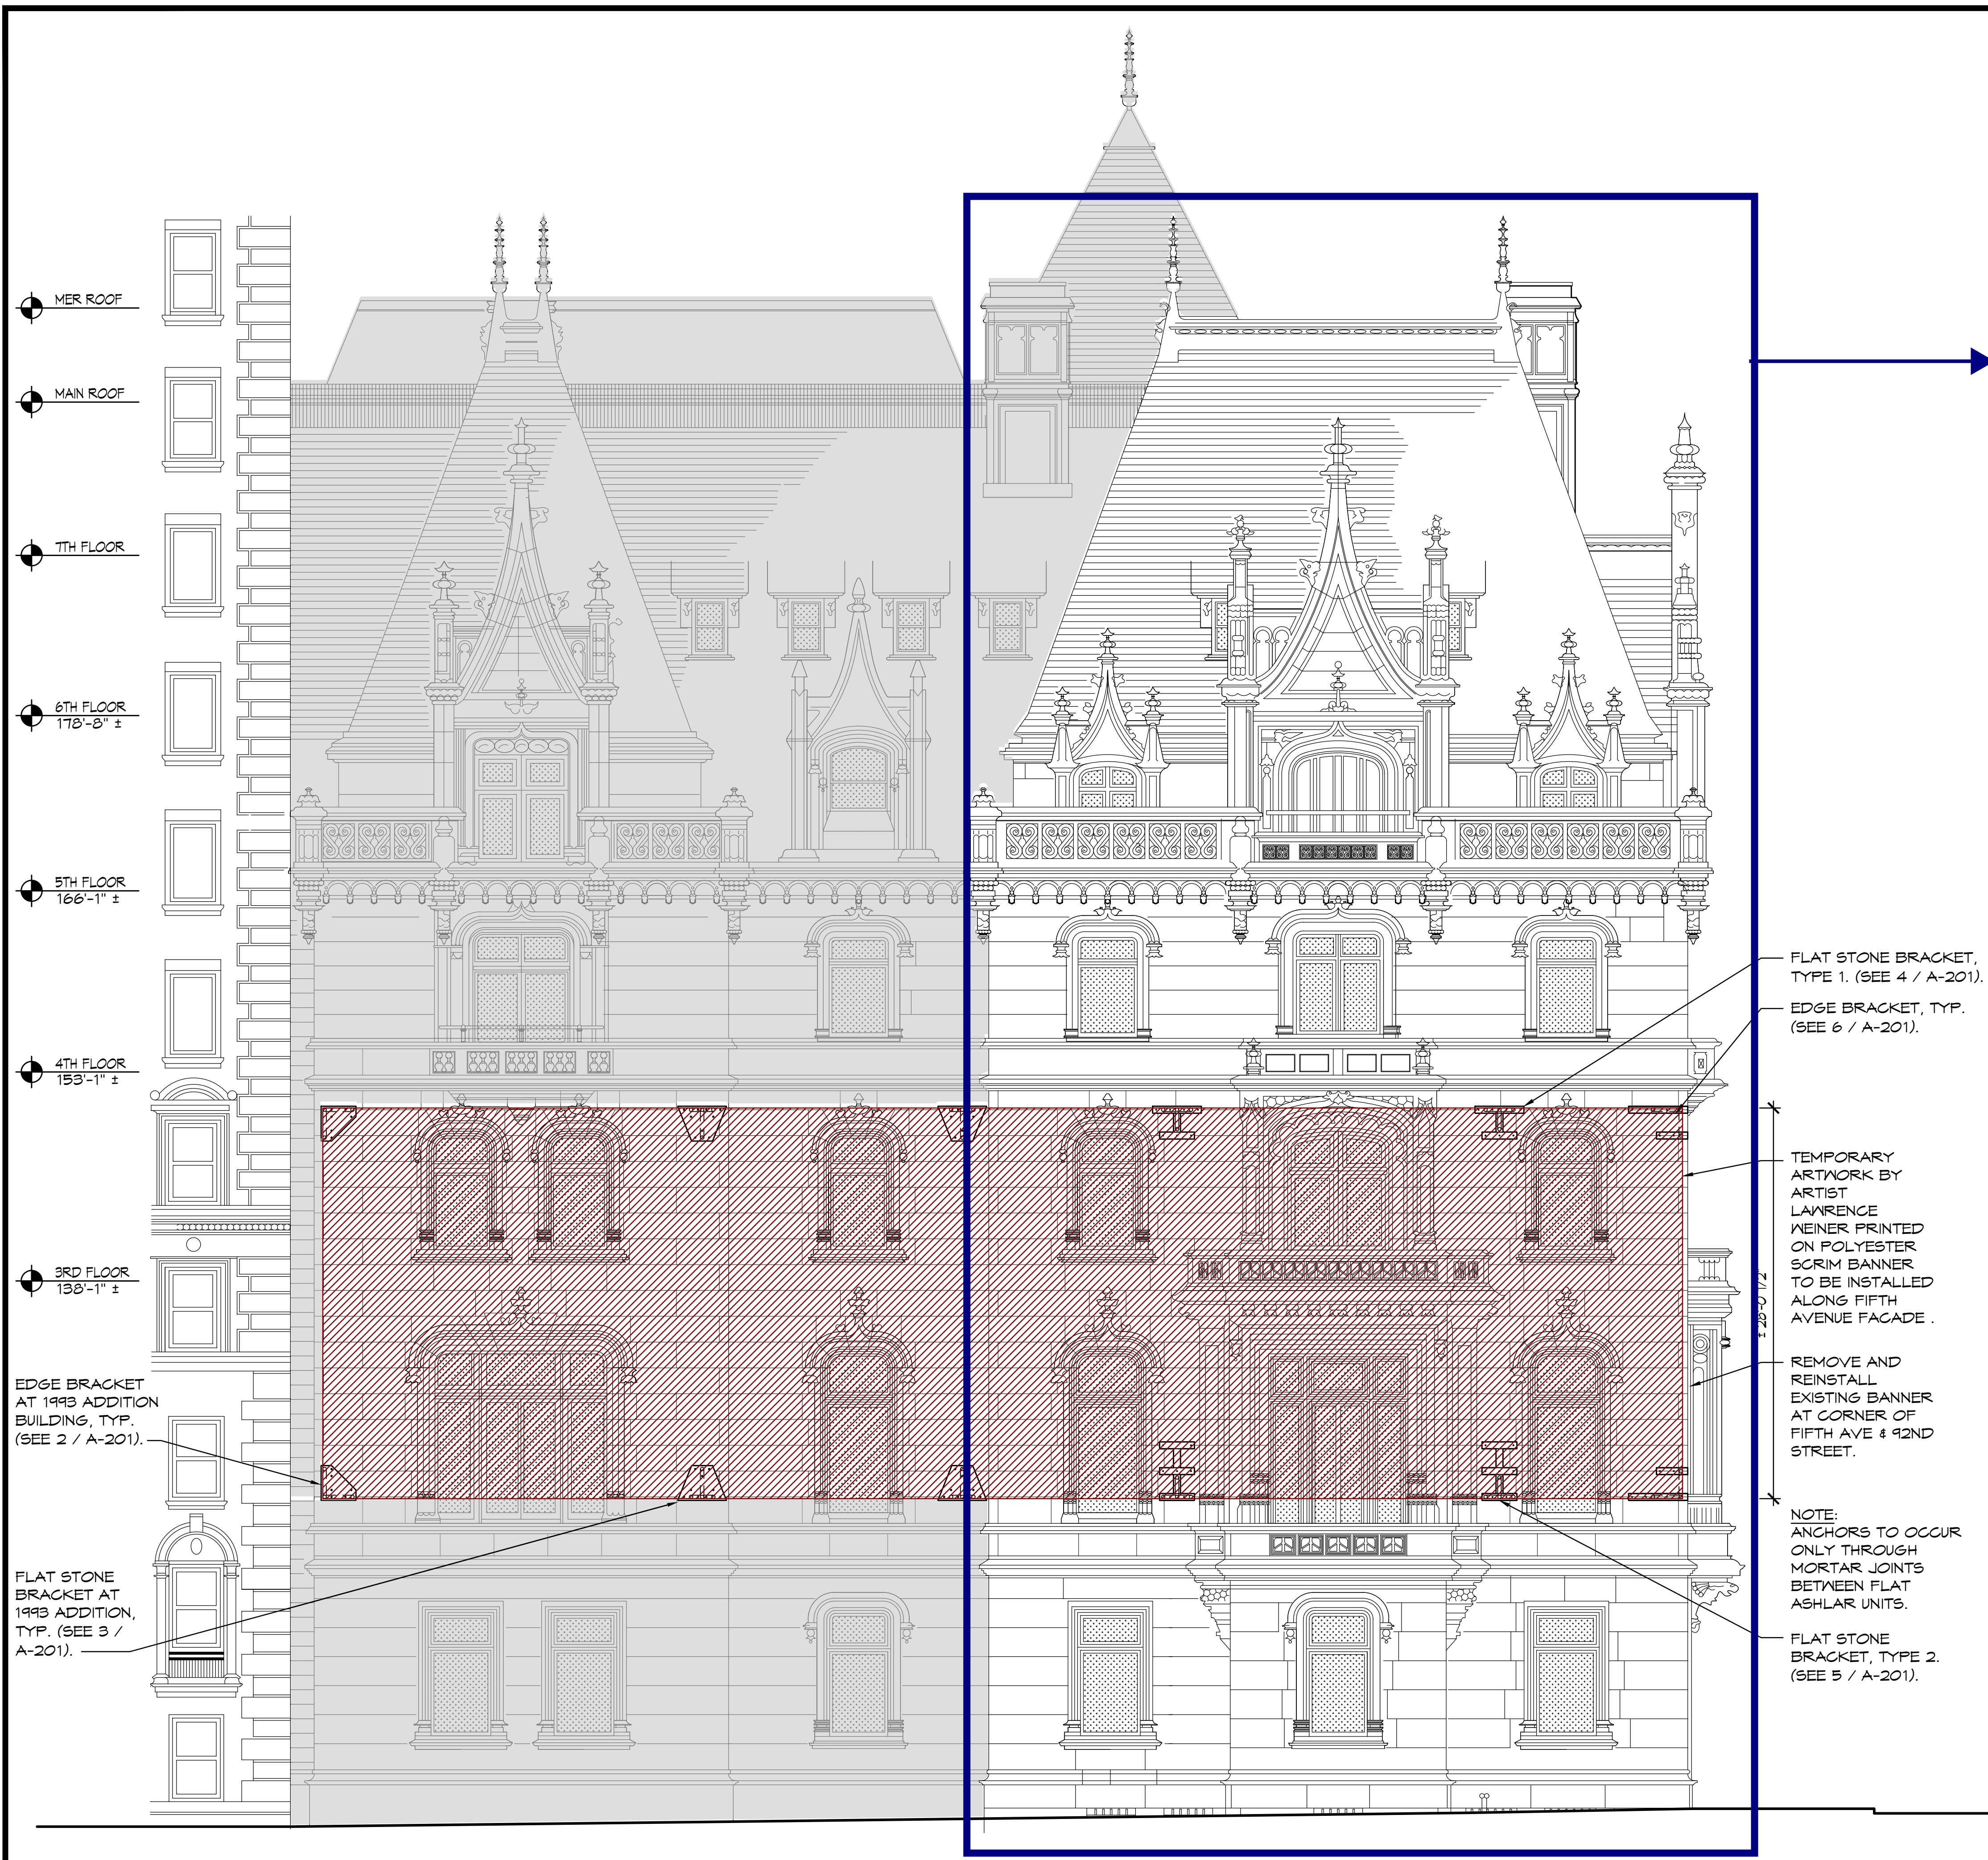 MER ROOF
MAIN ROOF
7TH FLOOR
6TH FLOOR
178'-8" ±
5TH FLOOR
166'-1" ±
4TH FLOOR
153'-1" ±
3RD FLOOR
138'-1" ±
EDGE BRACKET
AT 1993 ADDITION
BUILDING, TYP.
(SEE 2 / A-201).
FLAT STONE
BRACKET AT
1993 ADDITION,
TYP. (SEE 3 /
A-201).
FLAT STONE BRACKET,
TYPE 1. (SEE 4 / A-201).
EDGE BRACKET, TYP.
(SEE 6 / A-201).
TEMPORARY
ARTWORK BY
ARTIST
LAWRENCE
WEINER PRINTED
ON POLYESTER
SCRIM BANNER
TO BE INSTALLED
ALONG FIFTH
AVENUE FACADE .
± 28'-0 1/2"
REMOVE AND
REINSTALL
EXISTING BANNER
AT CORNER OF
FIFTH AVE & 92ND
STREET.
NOTE:
ANCHORS TO OCCUR
ONLY THROUGH
MORTAR JOINTS
BETWEEN FLAT
ASHLAR UNITS.
FLAT STONE
BRACKET, TYPE 2.
(SEE 5 / A-201).